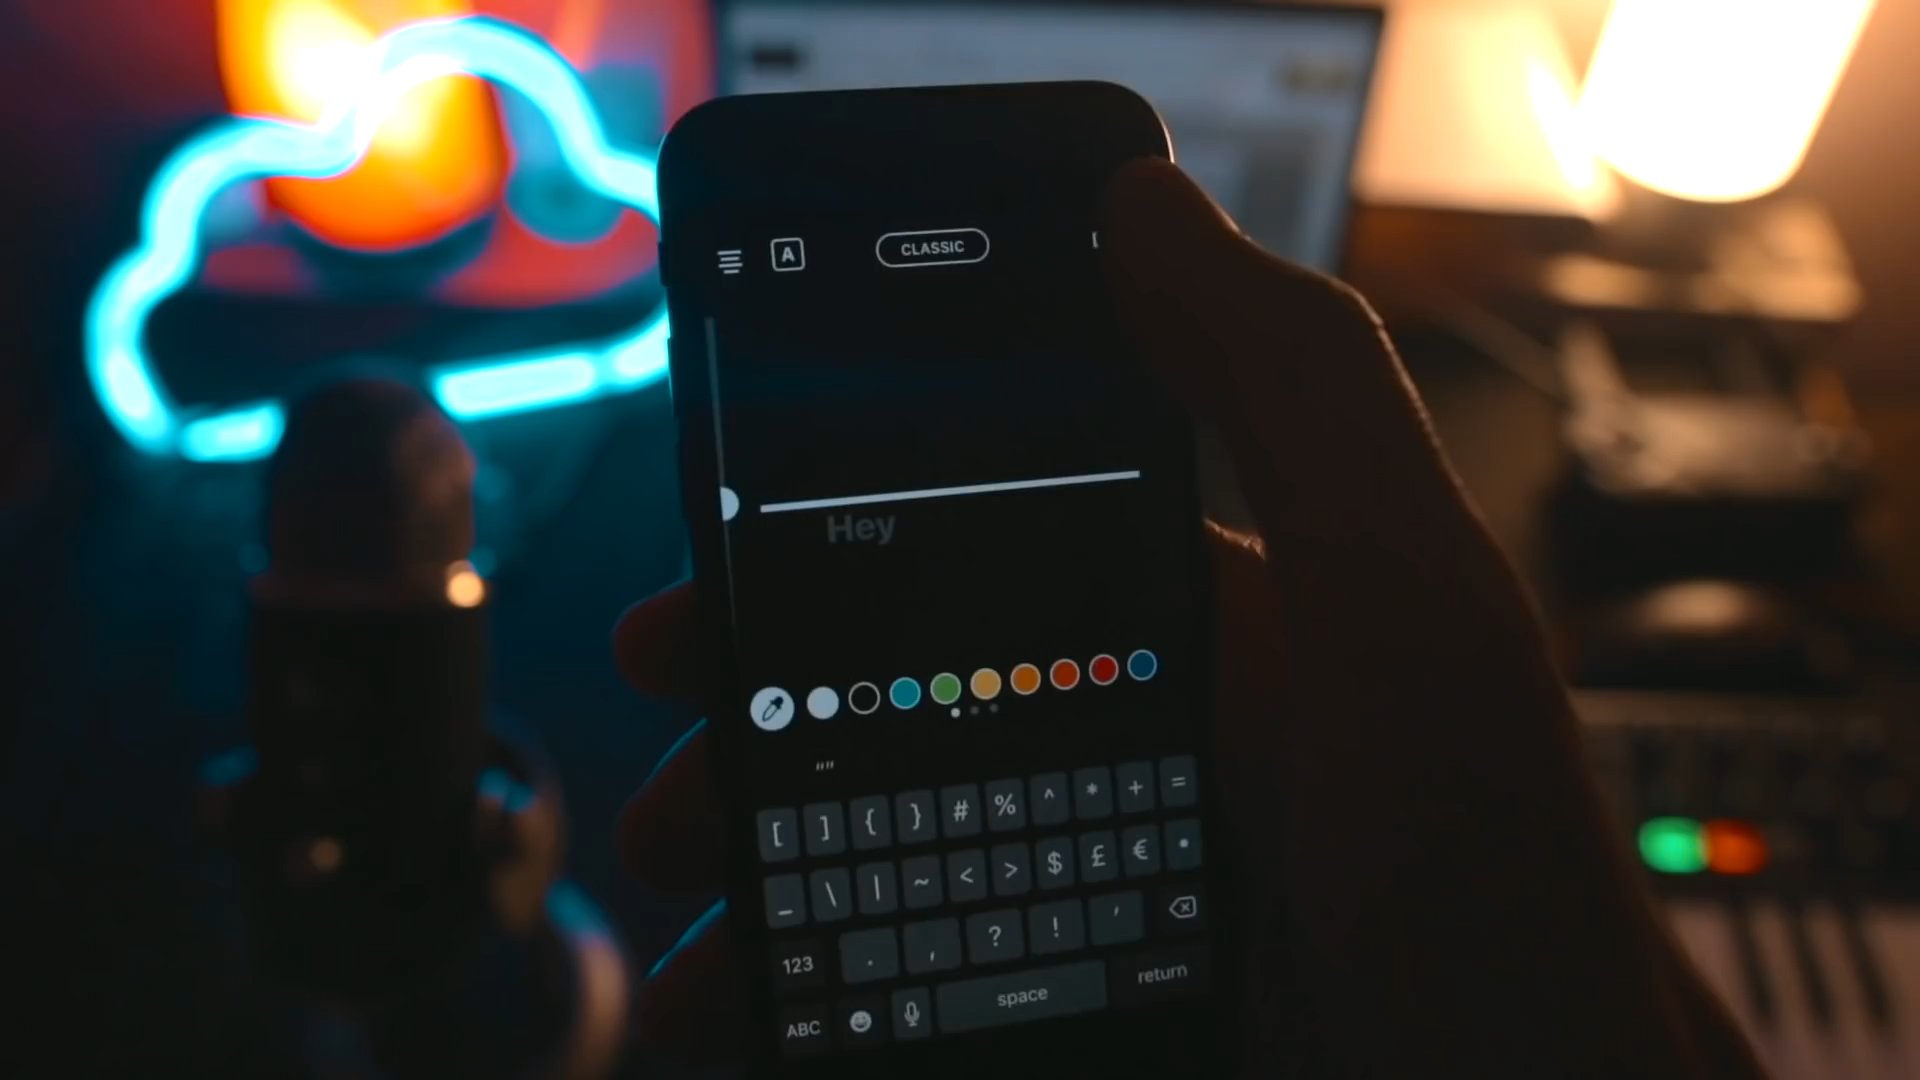 A CLASSIC
Hey
“”
[ ] { } # % ^ * + =
_ \ | ~ < > $ £ € •
123 . , ? ! ’
ABC space return